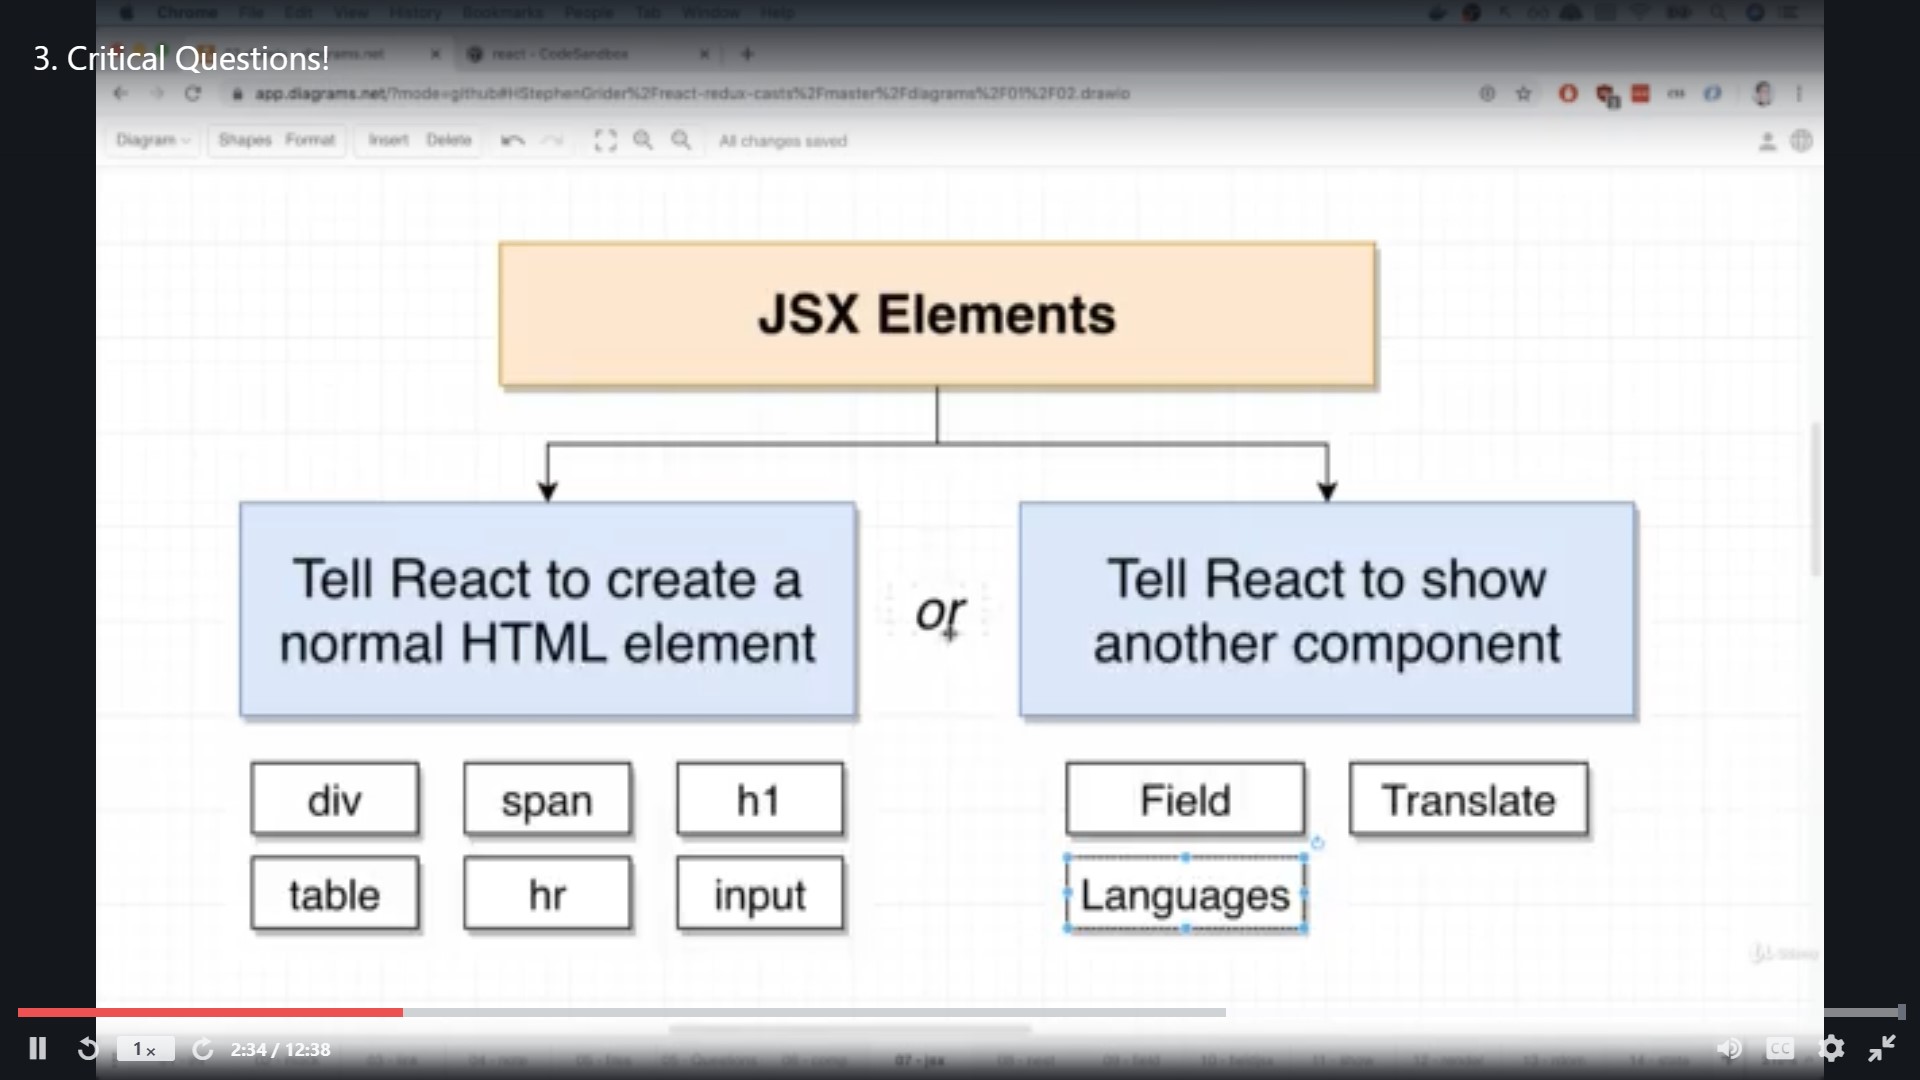 Chrome File Edit View History Bookmarks People Tab Window Help
3. Critical Questions!
react - CodeSandbox
app.diagrams.net/?mode=github#HStephenGrider%2Freact-redux-casts%2Fmaster%2Fdiagrams%2F01%2F02.drawio
Diagram Shapes Format Insert Delete All changes saved
JSX Elements
Tell React to create a
normal HTML element
or
Tell React to show
another component
div span h1 Field Translate
table hr input Languages
1x 2:34 / 12:38 CC
07 - jsx